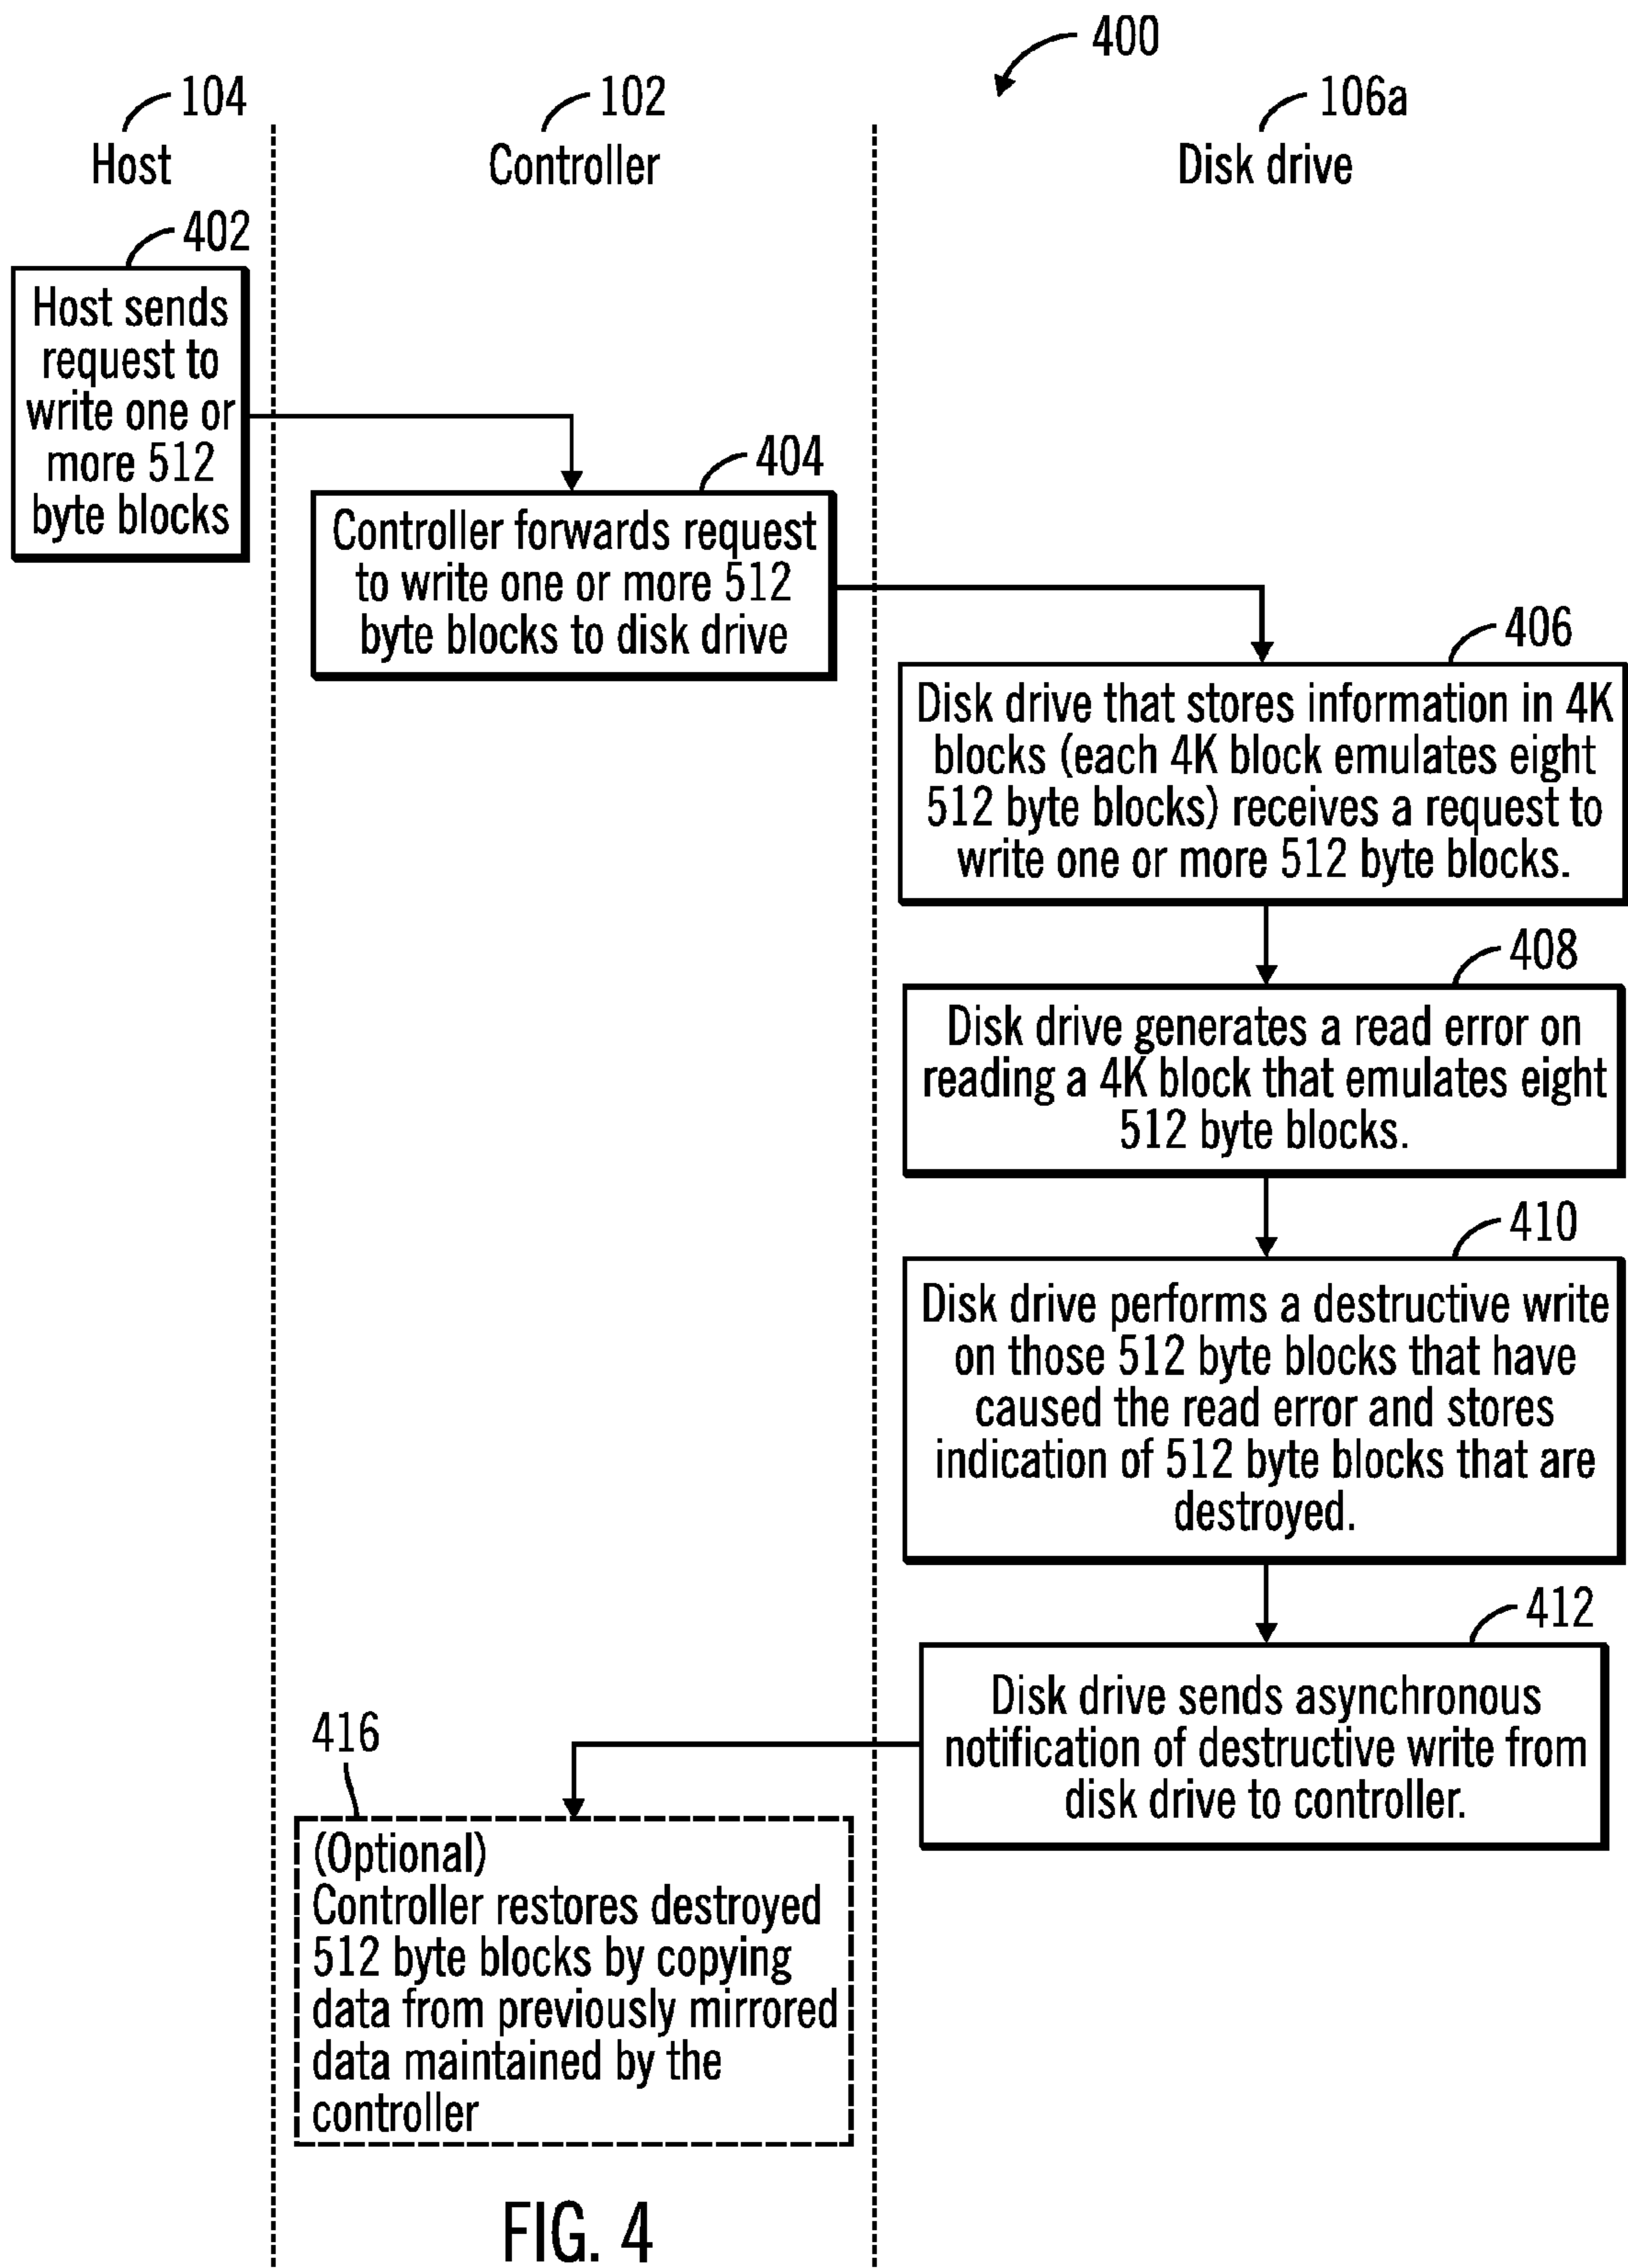 400
104
Host
102
Controller
106a
Disk drive
402
Host sends
request to
write one or
more 512
byte blocks
404
Controller forwards request
to write one or more 512
byte blocks to disk drive
406
Disk drive that stores information in 4K
blocks (each 4K block emulates eight
512 byte blocks) receives a request to
write one or more 512 byte blocks.
408
Disk drive generates a read error on
reading a 4K block that emulates eight
512 byte blocks.
410
Disk drive performs a destructive write
on those 512 byte blocks that have
caused the read error and stores
indication of 512 byte blocks that are
destroyed.
412
Disk drive sends asynchronous
notification of destructive write from
disk drive to controller.
416
(Optional)
Controller restores destroyed
512 byte blocks by copying
data from previously mirrored
data maintained by the
controller
FIG. 4